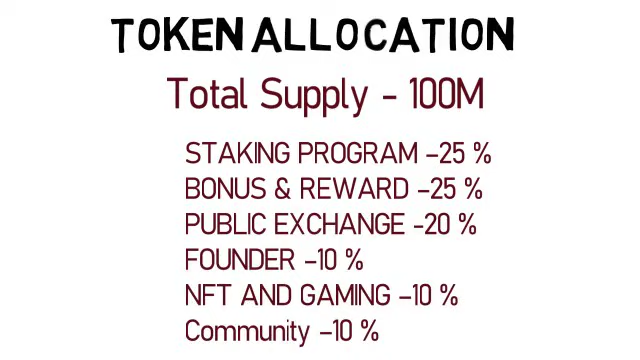 TOKEN ALLOCATION
Total Supply - 100M
STAKING PROGRAM –25 %
BONUS & REWARD –25 %
PUBLIC EXCHANGE -20 %
FOUNDER –10 %
NFT AND GAMING –10 %
Community –10 %